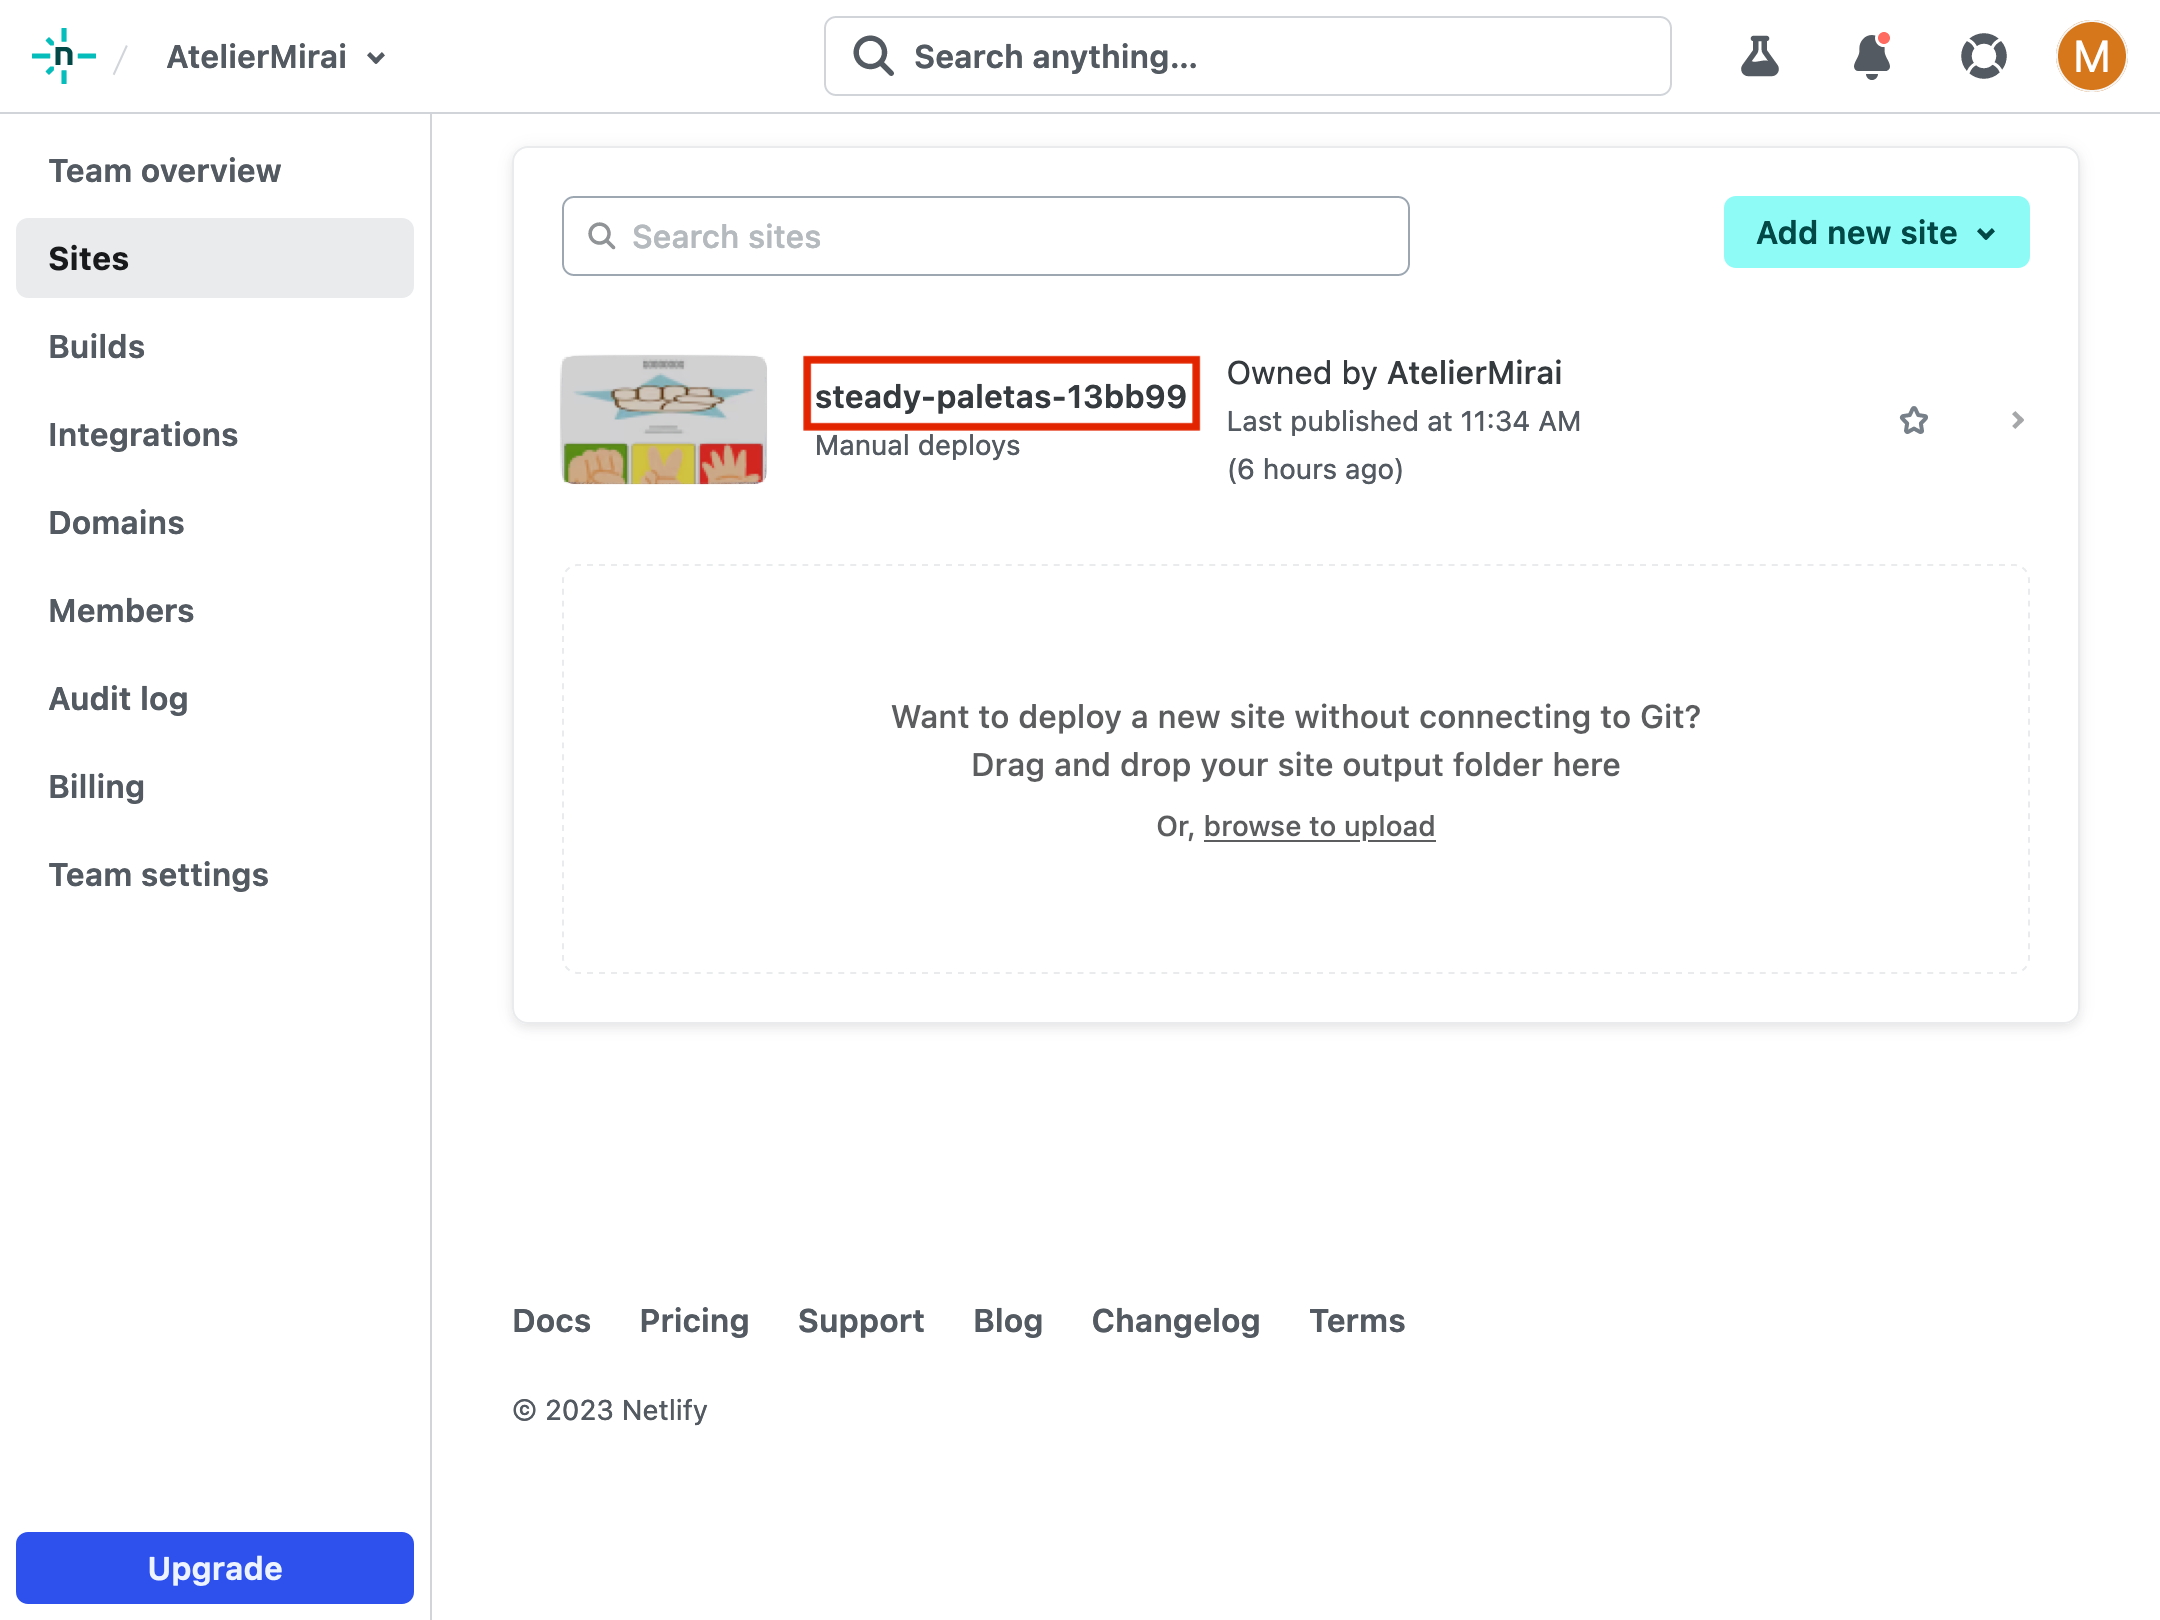 n / AtelierMirai
Search anything...
M
Team overview
Sites
Builds
Integrations
Domains
Members
Audit log
Billing
Team settings
Upgrade
Search sites
Add new site
steady-paletas-13bb99
Manual deploys
Owned by AtelierMirai
Last published at 11:34 AM
(6 hours ago)
Want to deploy a new site without connecting to Git?
Drag and drop your site output folder here
Or, browse to upload
Docs Pricing Support Blog Changelog Terms
© 2023 Netlify